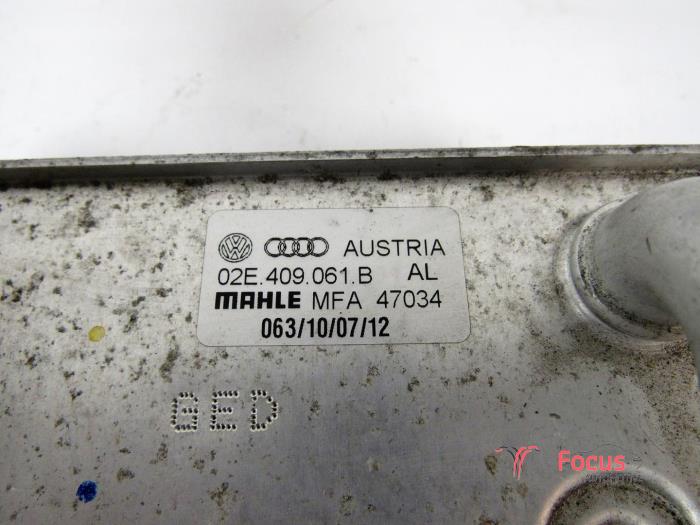 AUSTRIA
02E.409.061.B AL
MAHLE MFA 47034
063/10/07/12
GED
Focus